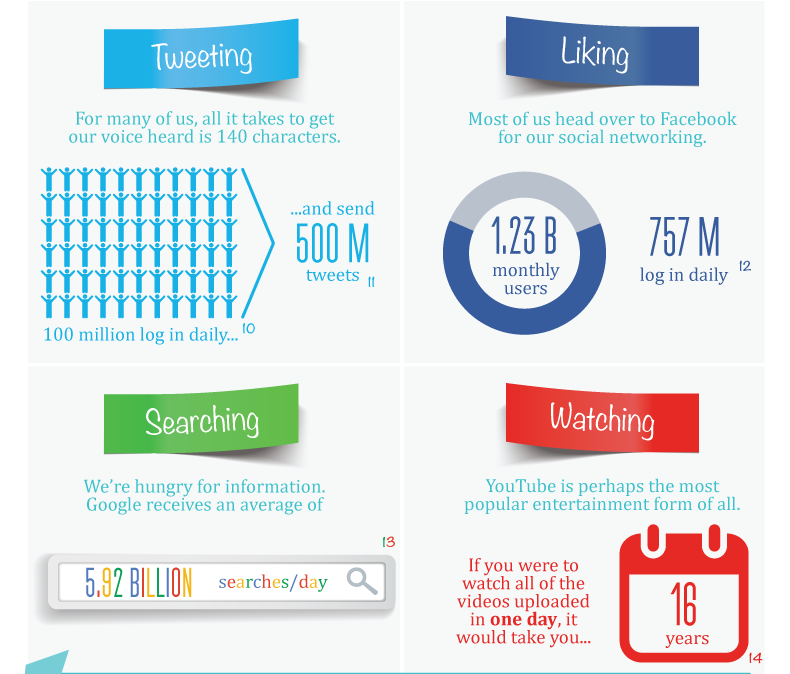 Tweeting
For many of us, all it takes to get
our voice heard is 140 characters.
...and send
500 M
tweets 11
100 million log in daily... 10
Liking
Most of us head over to Facebook
for our social networking.
1.23 B
monthly
users
757 M
log in daily 12
Searching
We're hungry for information.
Google receives an average of
13
5.92 BILLION searches/day
Watching
YouTube is perhaps the most
popular entertainment form of all.
If you were to
watch all of the
videos uploaded
in one day, it
would take you...
16
years
14